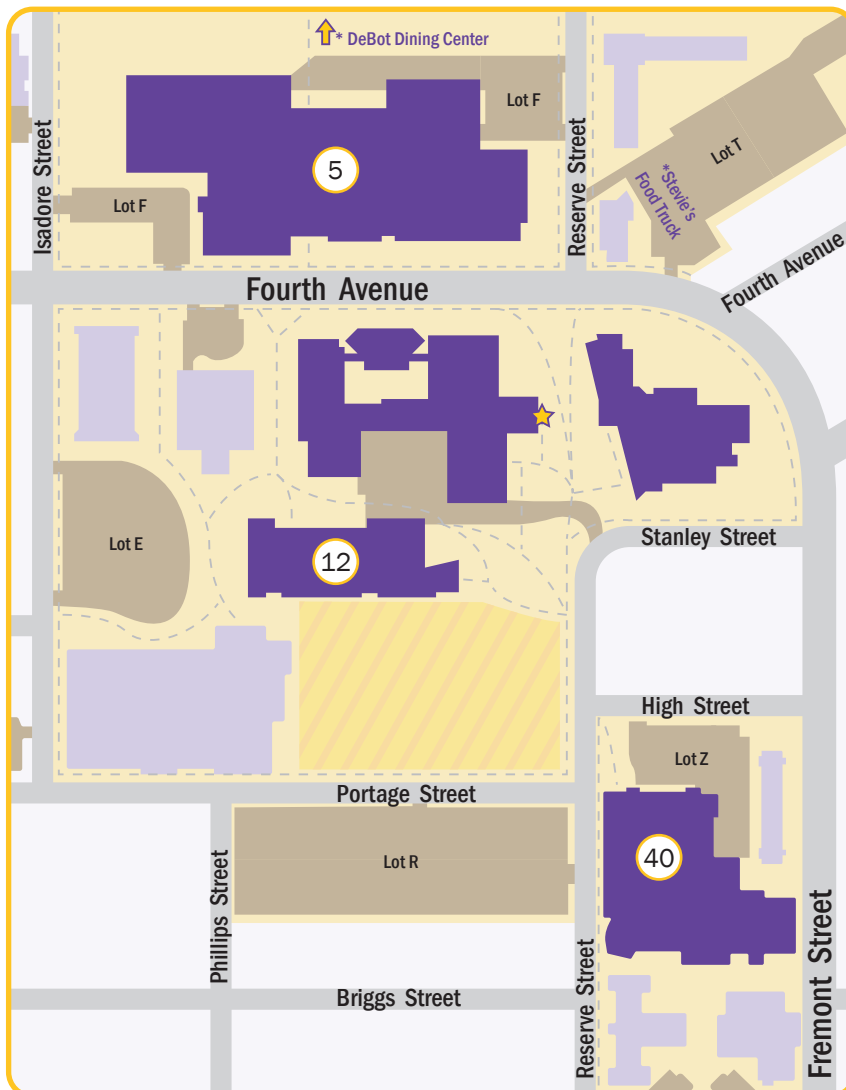 * DeBot Dining Center
Lot F
Isadore Street
5
Reserve Street
Lot T
*Stevie's
Food Truck
Lot F
Fourth Avenue
Fourth Avenue
Lot E
12
Stanley Street
High Street
Lot Z
Portage Street
Lot R
40
Phillips Street
Reserve Street
Fremont Street
Briggs Street